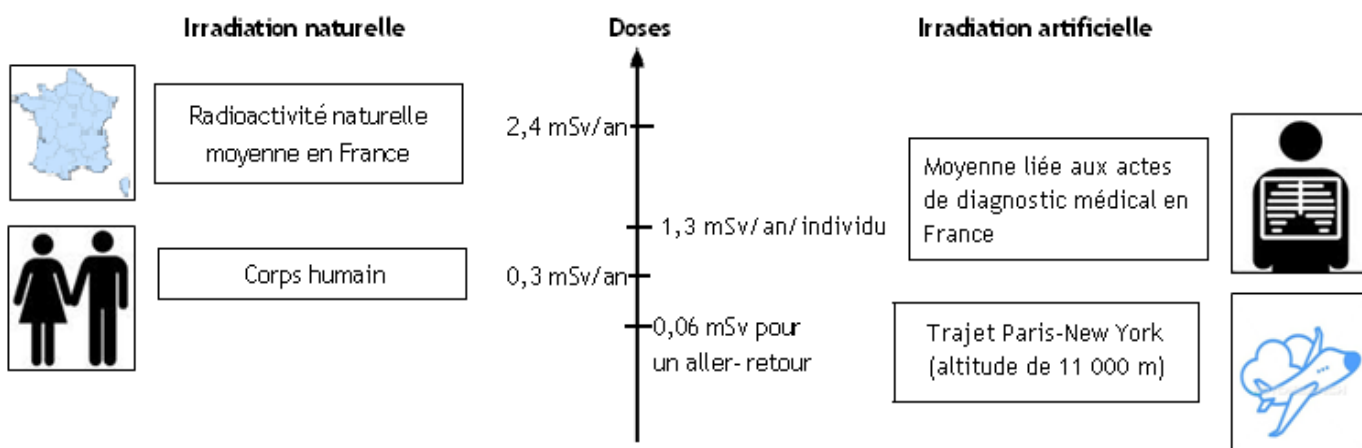 Irradiation naturelle
Doses
Irradiation artificielle
Radioactivité naturelle
moyenne en France
2,4 mSv/an
Moyenne liée aux actes
de diagnostic médical en
France
1,3 mSv/an/individu
Corps humain
0,3 mSv/an
0,06 mSv pour
un aller-retour
Trajet Paris-New York
(altitude de 11 000 m)